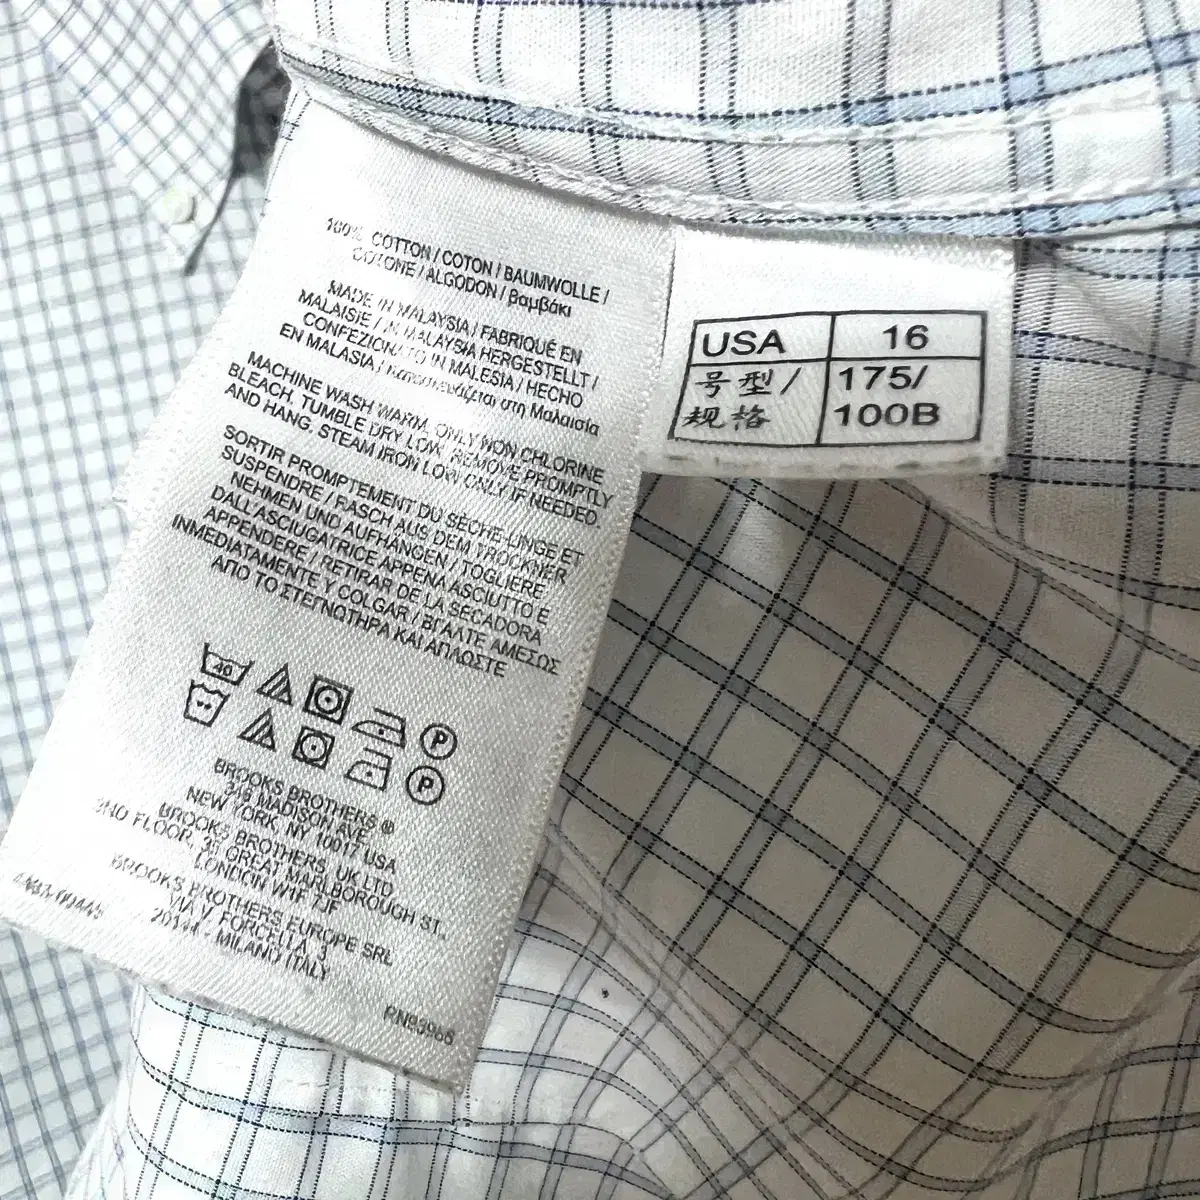 100% COTTON / COTON / BAUMWOLLE /
COTONE / ALGODON / Βαμβάκι
MADE IN MALAYSIA / FABRIQUÉ EN
MALAISIE / IN MALAYSIA HERGESTELLT /
CONFEZIONATO IN MALESIA / HECHO
EN MALASIA / Κατασκευάζεται στη Μαλαισία
MACHINE WASH WARM, ONLY NON CHLORINE
BLEACH, TUMBLE DRY LOW, REMOVE PROMPTLY
AND HANG, STEAM IRON LOW ONLY IF NEEDED.
SORTIR PROMPTEMENT DU SÈCHE-LINGE ET
SUSPENDRE / RASCH AUS DEM TROCKNER
NEHMEN UND AUFHÄNGEN / TOGLIERE
DALL'ASCIUGATRICE APPENA ASCIUTTO E
APPENDERE / RETIRAR DE LA SECADORA
INMEDIATAMENTE Y COLGAR / ΒΓΑΛΤΕ ΑΜΕΣΩΣ
ΑΠΟ ΤΟ ΣΤΕΓΝΩΤΗΡΑ ΚΑΙ ΑΠΛΩΣΤΕ
40 P
P
BROOKS BROTHERS ®
346 MADISON AVE.
NEW YORK, NY 10017 USA
BROOKS BROTHERS, UK LTD
3RD FLOOR, 35 GREAT MARLBOROUGH ST.,
LONDON W1F 7JF
BROOKS BROTHERS EUROPE SRL
VIA V. FORCELLA, 3
MILANO ITALY
RN93968
USA 16
号型/ 175/
规格 100B